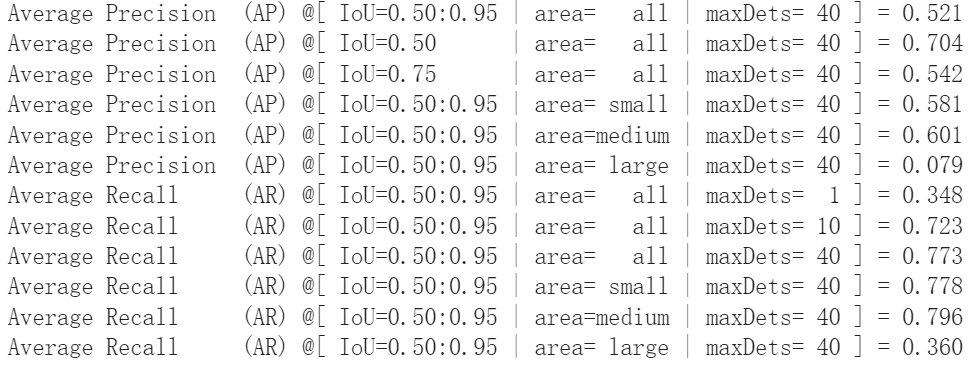 Average Precision  (AP) @[ IoU=0.50:0.95 | area=   all | maxDets= 40 ] = 0.521
Average Precision  (AP) @[ IoU=0.50      | area=   all | maxDets= 40 ] = 0.704
Average Precision  (AP) @[ IoU=0.75      | area=   all | maxDets= 40 ] = 0.542
Average Precision  (AP) @[ IoU=0.50:0.95 | area= small | maxDets= 40 ] = 0.581
Average Precision  (AP) @[ IoU=0.50:0.95 | area=medium | maxDets= 40 ] = 0.601
Average Precision  (AP) @[ IoU=0.50:0.95 | area= large | maxDets= 40 ] = 0.079
Average Recall     (AR) @[ IoU=0.50:0.95 | area=   all | maxDets=  1 ] = 0.348
Average Recall     (AR) @[ IoU=0.50:0.95 | area=   all | maxDets= 10 ] = 0.723
Average Recall     (AR) @[ IoU=0.50:0.95 | area=   all | maxDets= 40 ] = 0.773
Average Recall     (AR) @[ IoU=0.50:0.95 | area= small | maxDets= 40 ] = 0.778
Average Recall     (AR) @[ IoU=0.50:0.95 | area=medium | maxDets= 40 ] = 0.796
Average Recall     (AR) @[ IoU=0.50:0.95 | area= large | maxDets= 40 ] = 0.360